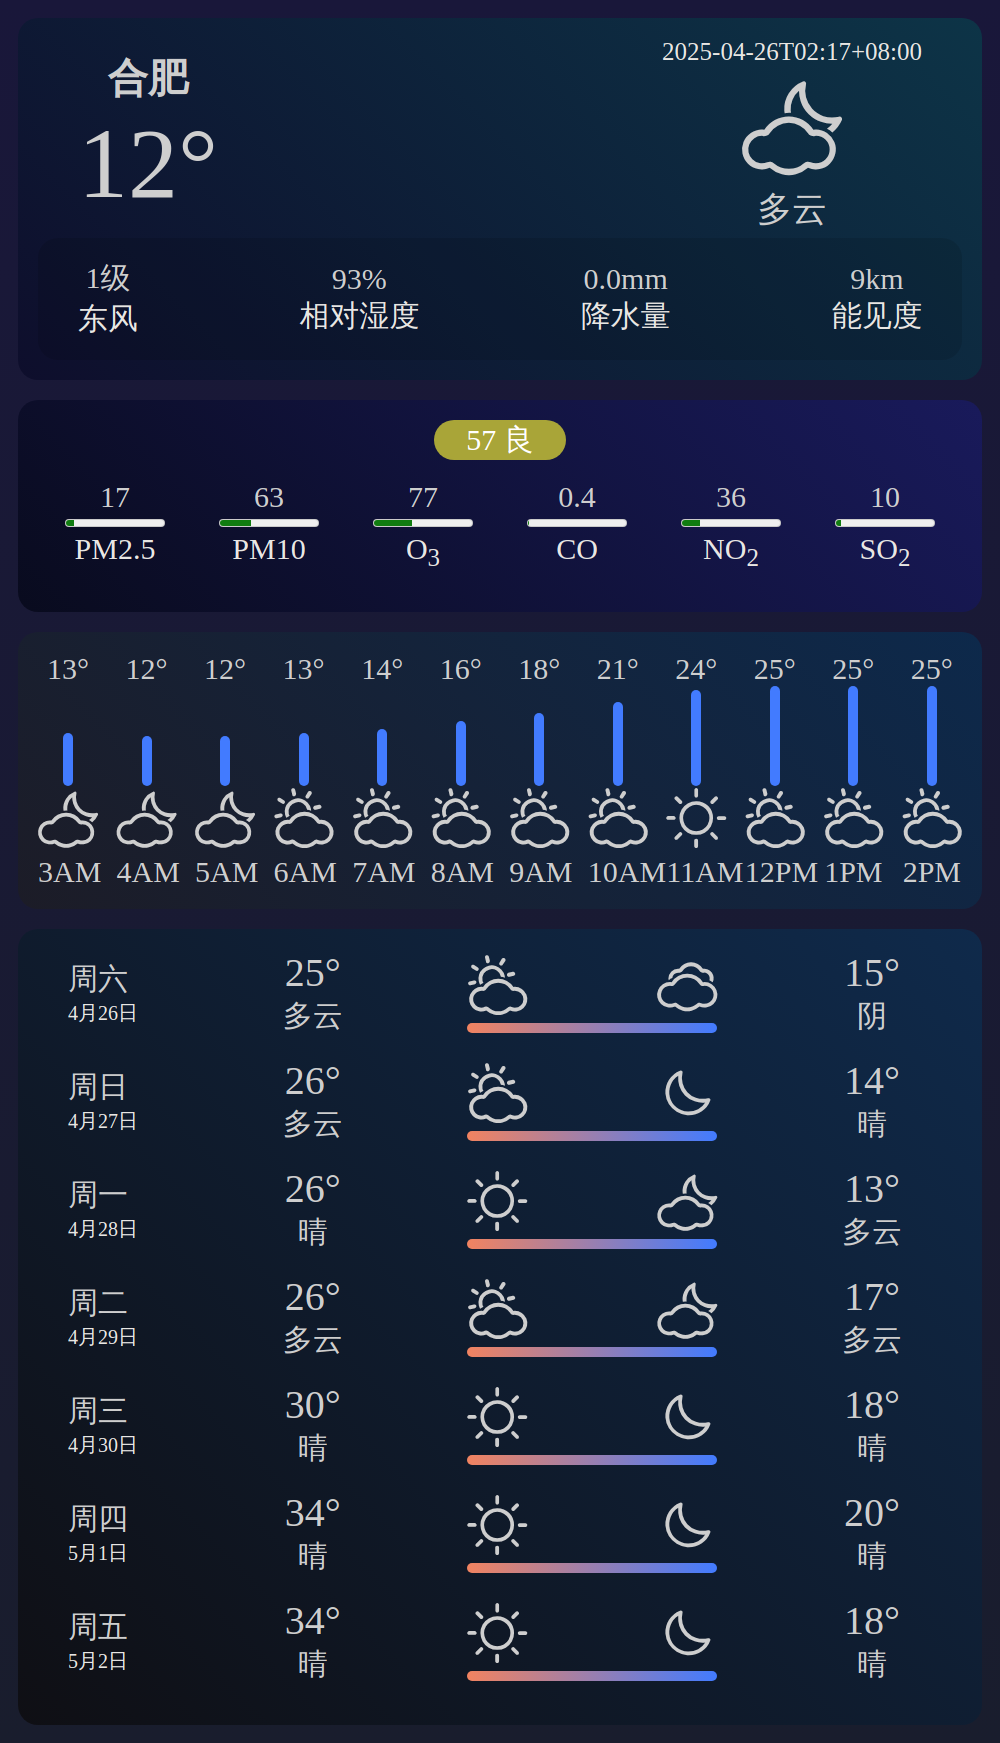 合肥
12°
2025-04-26T02:17+08:00
多云
1级 93% 0.0mm 9km
东风 相对湿度 降水量 能见度
57 良
17 63 77 0.4 36 10
PM2.5 PM10 O3 CO NO2 SO2
13° 12° 12° 13° 14° 16° 18° 21° 24° 25° 25° 25°
3AM 4AM 5AM 6AM 7AM 8AM 9AM 10AM 11AM 12PM 1PM 2PM
周六 25° 15°
4月26日 多云 阴
周日 26° 14°
4月27日 多云 晴
周一 26° 13°
4月28日 晴 多云
周二 26° 17°
4月29日 多云 多云
周三 30° 18°
4月30日 晴 晴
周四 34° 20°
5月1日 晴 晴
周五 34° 18°
5月2日 晴 晴